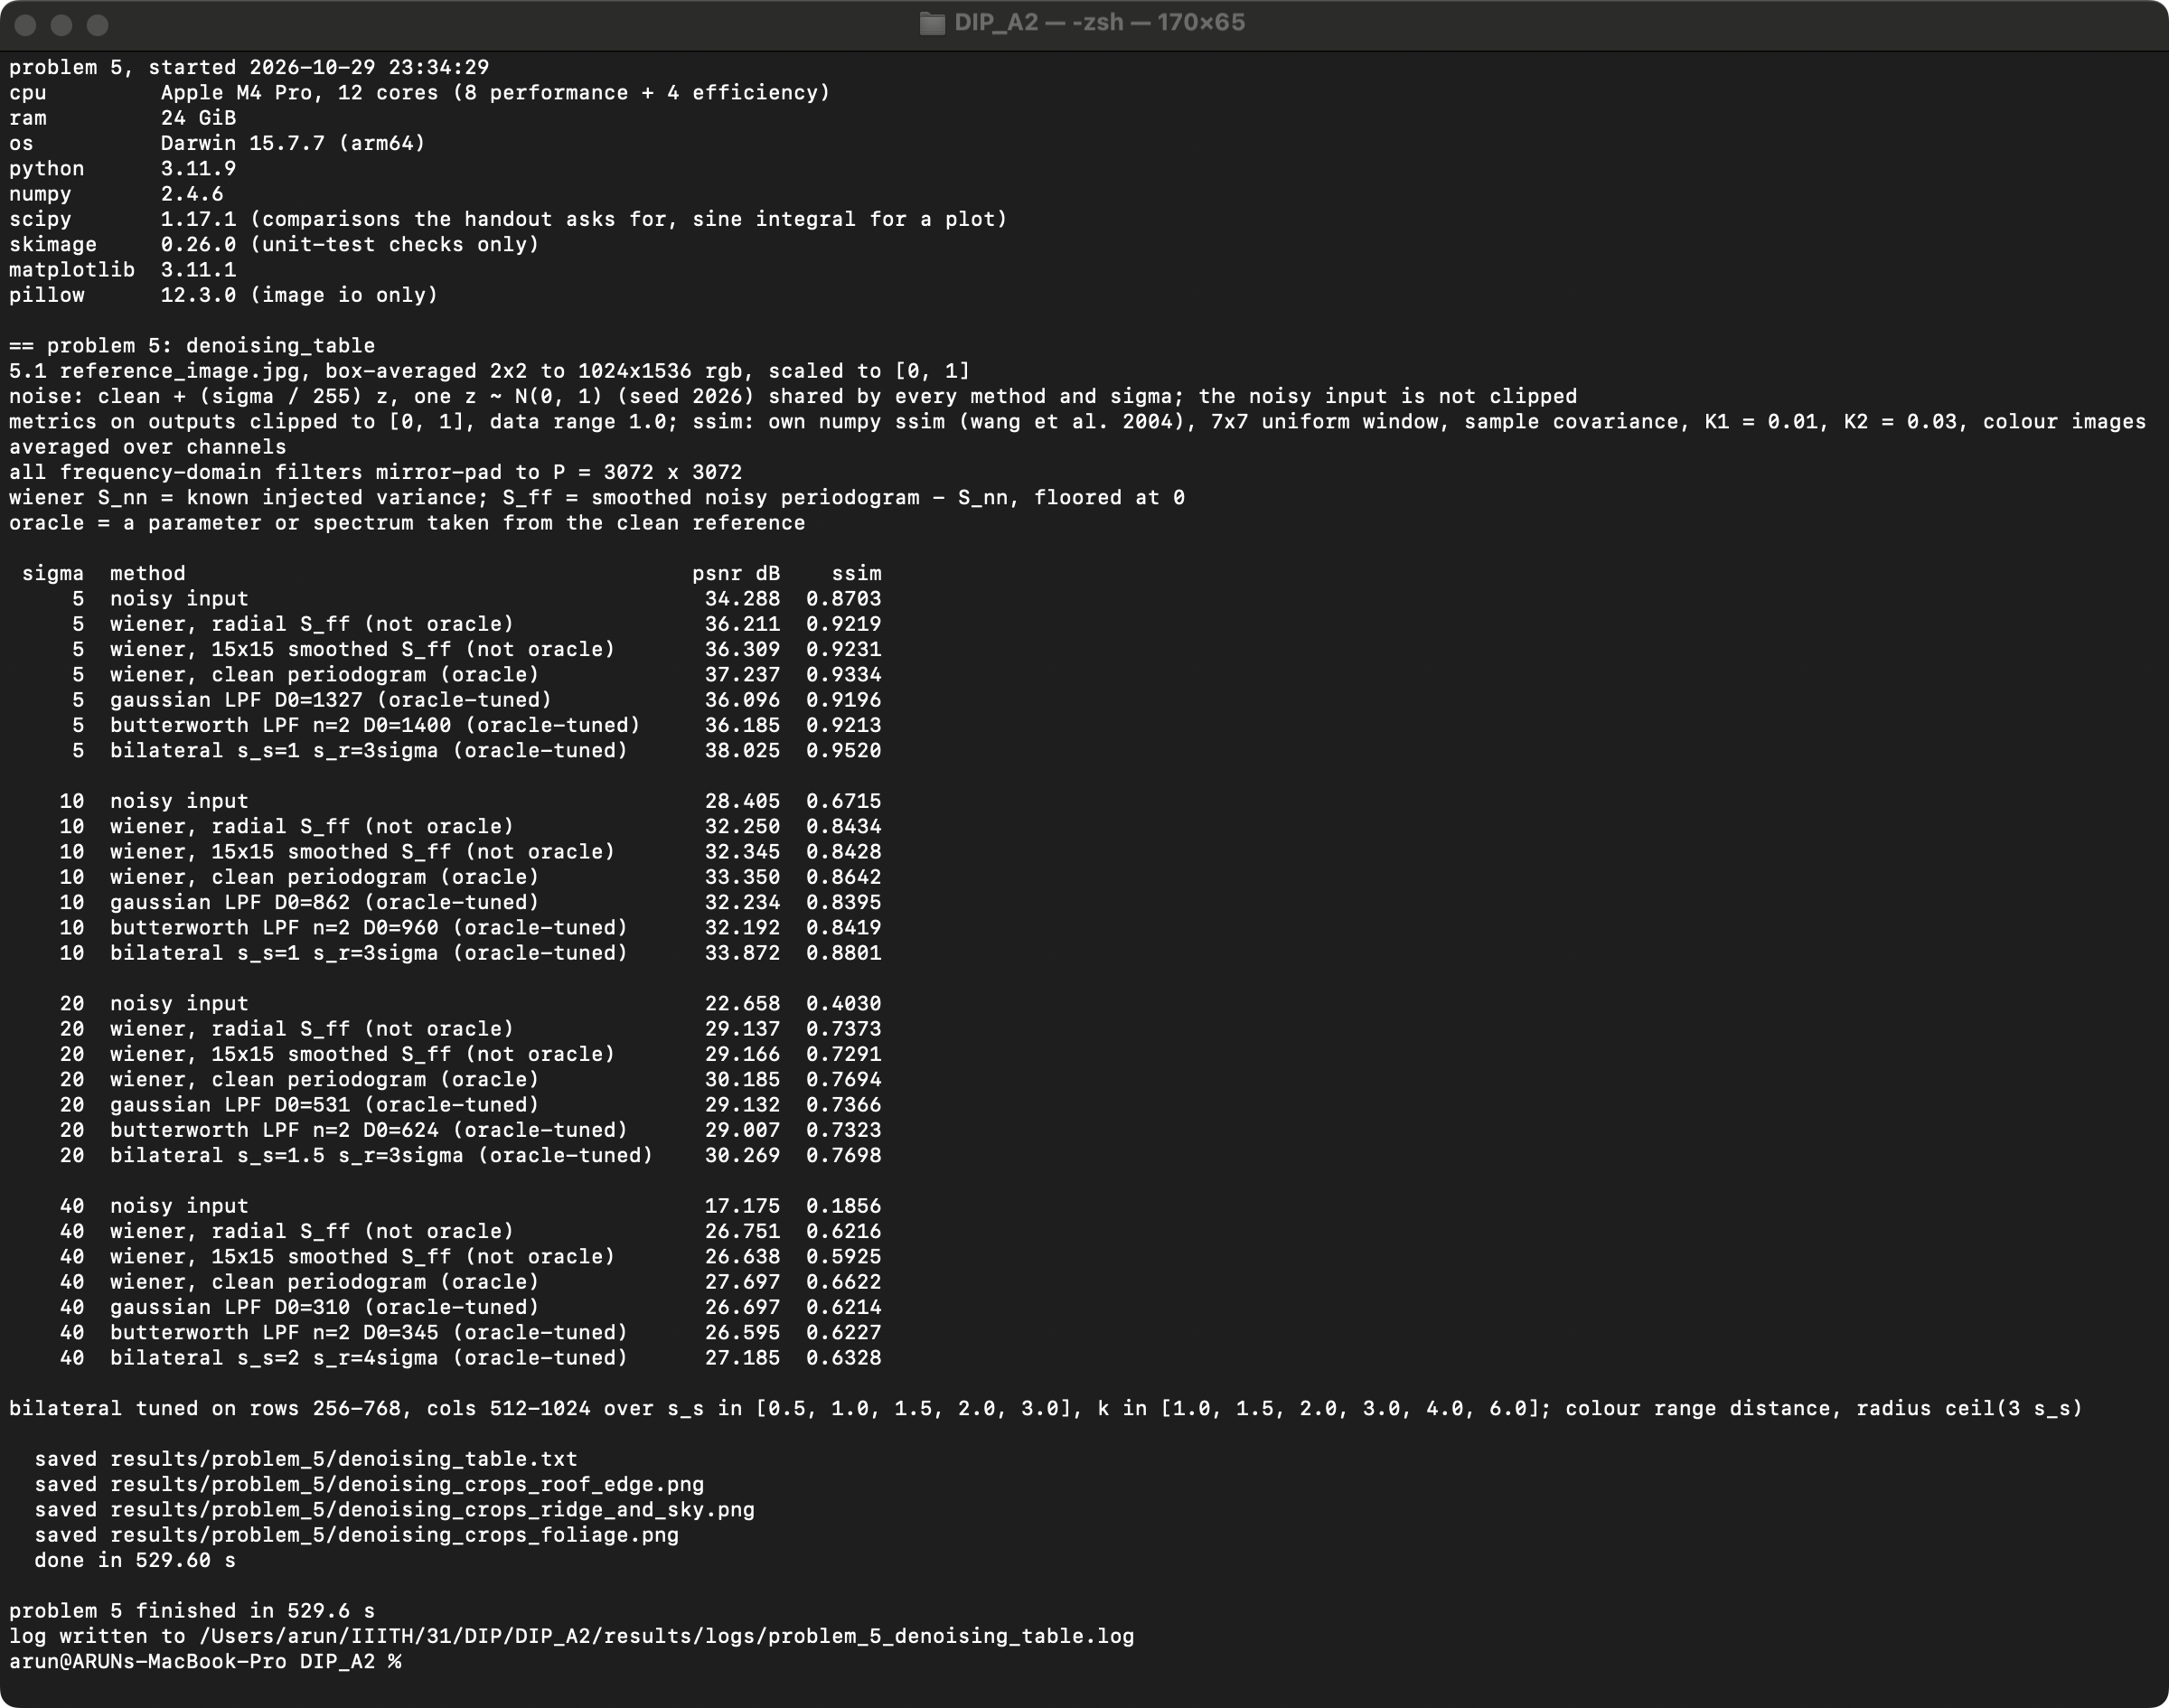 DIP_A2 — -zsh — 170×65
problem 5, started 2026-10-29 23:34:29
cpu         Apple M4 Pro, 12 cores (8 performance + 4 efficiency)
ram         24 GiB
os          Darwin 15.7.7 (arm64)
python      3.11.9
numpy       2.4.6
scipy       1.17.1 (comparisons the handout asks for, sine integral for a plot)
skimage     0.26.0 (unit-test checks only)
matplotlib  3.11.1
pillow      12.3.0 (image io only)
== problem 5: denoising_table
5.1 reference_image.jpg, box-averaged 2x2 to 1024x1536 rgb, scaled to [0, 1]
noise: clean + (sigma / 255) z, one z ~ N(0, 1) (seed 2026) shared by every method and sigma; the noisy input is not clipped
metrics on outputs clipped to [0, 1], data range 1.0; ssim: own numpy ssim (wang et al. 2004), 7x7 uniform window, sample covariance, K1 = 0.01, K2 = 0.03, colour images
averaged over channels
all frequency-domain filters mirror-pad to P = 3072 x 3072
wiener S_nn = known injected variance; S_ff = smoothed noisy periodogram - S_nn, floored at 0
oracle = a parameter or spectrum taken from the clean reference
 sigma  method                                        psnr dB    ssim
     5  noisy input                                    34.288  0.8703
     5  wiener, radial S_ff (not oracle)               36.211  0.9219
     5  wiener, 15x15 smoothed S_ff (not oracle)       36.309  0.9231
     5  wiener, clean periodogram (oracle)             37.237  0.9334
     5  gaussian LPF D0=1327 (oracle-tuned)            36.096  0.9196
     5  butterworth LPF n=2 D0=1400 (oracle-tuned)     36.185  0.9213
     5  bilateral s_s=1 s_r=3sigma (oracle-tuned)      38.025  0.9520
    10  noisy input                                    28.405  0.6715
    10  wiener, radial S_ff (not oracle)               32.250  0.8434
    10  wiener, 15x15 smoothed S_ff (not oracle)       32.345  0.8428
    10  wiener, clean periodogram (oracle)             33.350  0.8642
    10  gaussian LPF D0=862 (oracle-tuned)             32.234  0.8395
    10  butterworth LPF n=2 D0=960 (oracle-tuned)      32.192  0.8419
    10  bilateral s_s=1 s_r=3sigma (oracle-tuned)      33.872  0.8801
    20  noisy input                                    22.658  0.4030
    20  wiener, radial S_ff (not oracle)               29.137  0.7373
    20  wiener, 15x15 smoothed S_ff (not oracle)       29.166  0.7291
    20  wiener, clean periodogram (oracle)             30.185  0.7694
    20  gaussian LPF D0=531 (oracle-tuned)             29.132  0.7366
    20  butterworth LPF n=2 D0=624 (oracle-tuned)      29.007  0.7323
    20  bilateral s_s=1.5 s_r=3sigma (oracle-tuned)    30.269  0.7698
    40  noisy input                                    17.175  0.1856
    40  wiener, radial S_ff (not oracle)               26.751  0.6216
    40  wiener, 15x15 smoothed S_ff (not oracle)       26.638  0.5925
    40  wiener, clean periodogram (oracle)             27.697  0.6622
    40  gaussian LPF D0=310 (oracle-tuned)             26.697  0.6214
    40  butterworth LPF n=2 D0=345 (oracle-tuned)      26.595  0.6227
    40  bilateral s_s=2 s_r=4sigma (oracle-tuned)      27.185  0.6328
bilateral tuned on rows 256-768, cols 512-1024 over s_s in [0.5, 1.0, 1.5, 2.0, 3.0], k in [1.0, 1.5, 2.0, 3.0, 4.0, 6.0]; colour range distance, radius ceil(3 s_s)
  saved results/problem_5/denoising_table.txt
  saved results/problem_5/denoising_crops_roof_edge.png
  saved results/problem_5/denoising_crops_ridge_and_sky.png
  saved results/problem_5/denoising_crops_foliage.png
  done in 529.60 s
problem 5 finished in 529.6 s
log written to /Users/arun/IIITH/31/DIP/DIP_A2/results/logs/problem_5_denoising_table.log
arun@ARUNs-MacBook-Pro DIP_A2 %